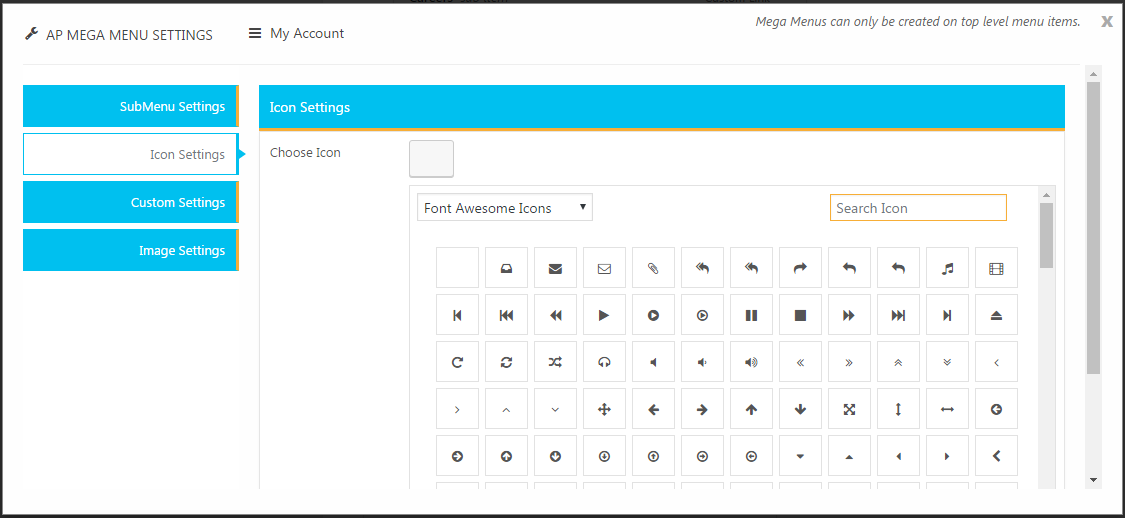 Mega Menus can only be created on top level menu items.
X
AP MEGA MENU SETTINGS
My Account
SubMenu Settings
Icon Settings
Custom Settings
Image Settings
Icon Settings
Choose Icon
Font Awesome Icons
Search Icon